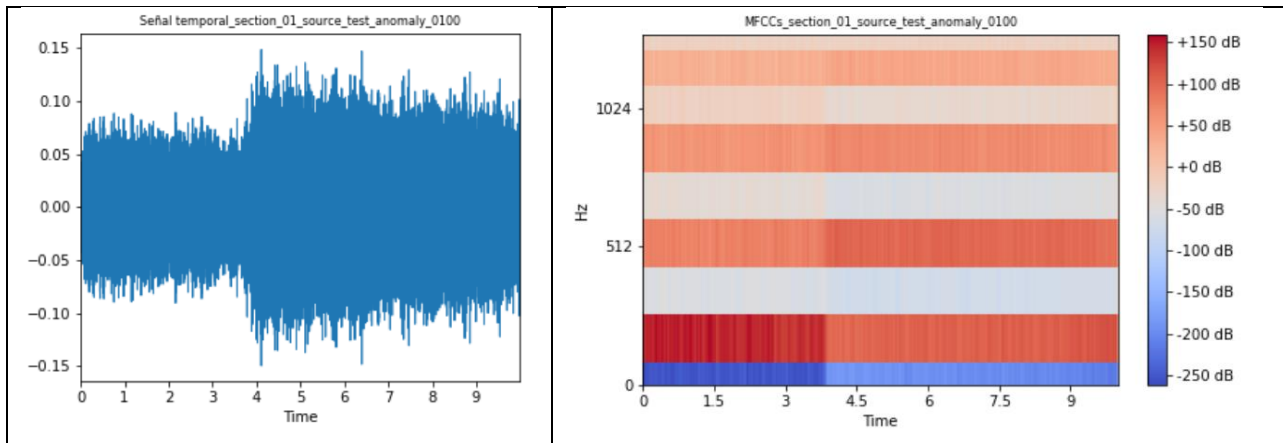 Señal temporal_section_01_source_test_anomaly_0100
0.15
0.10
0.05
0.00
−0.05
−0.10
−0.15
0 1 2 3 4 5 6 7 8 9
Time
MFCCs_section_01_source_test_anomaly_0100
Hz
1024
512
0
0 1.5 3 4.5 6 7.5 9
Time
+150 dB
+100 dB
+50 dB
+0 dB
-50 dB
-100 dB
-150 dB
-200 dB
-250 dB